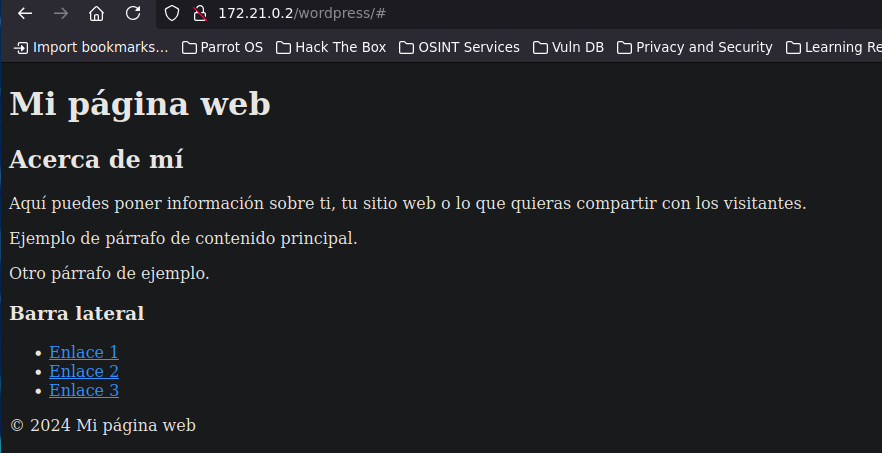 172.21.0.2/wordpress/#
Import bookmarks... Parrot OS Hack The Box OSINT Services Vuln DB Privacy and Security Learning Re
Mi página web
Acerca de mí
Aquí puedes poner información sobre ti, tu sitio web o lo que quieras compartir con los visitantes.
Ejemplo de párrafo de contenido principal.
Otro párrafo de ejemplo.
Barra lateral
Enlace 1
Enlace 2
Enlace 3
© 2024 Mi página web